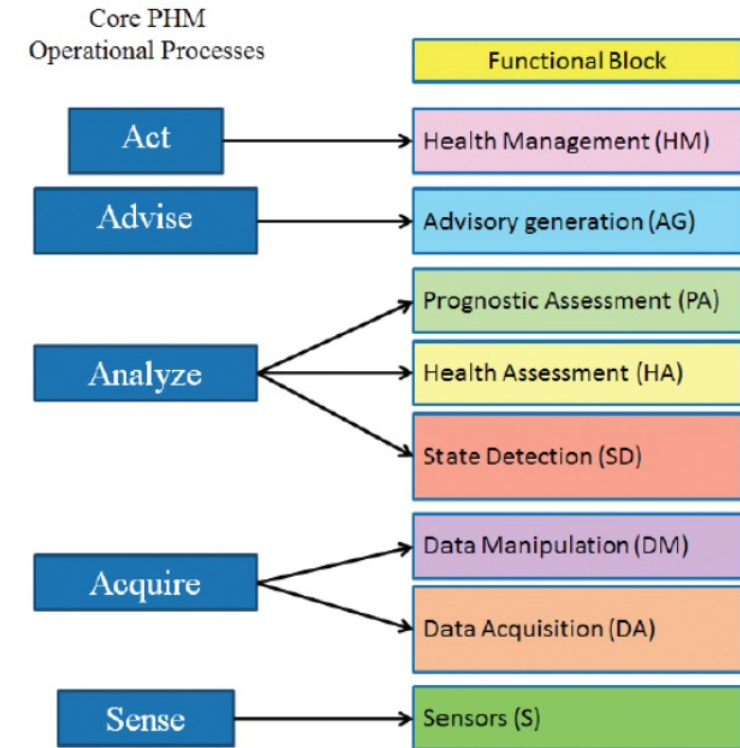 Core PHM
Operational Processes
Functional Block
Act
Health Management (HM)
Advise
Advisory generation (AG)
Analyze
Prognostic Assessment (PA)
Health Assessment (HA)
State Detection (SD)
Acquire
Data Manipulation (DM)
Data Acquisition (DA)
Sense
Sensors (S)